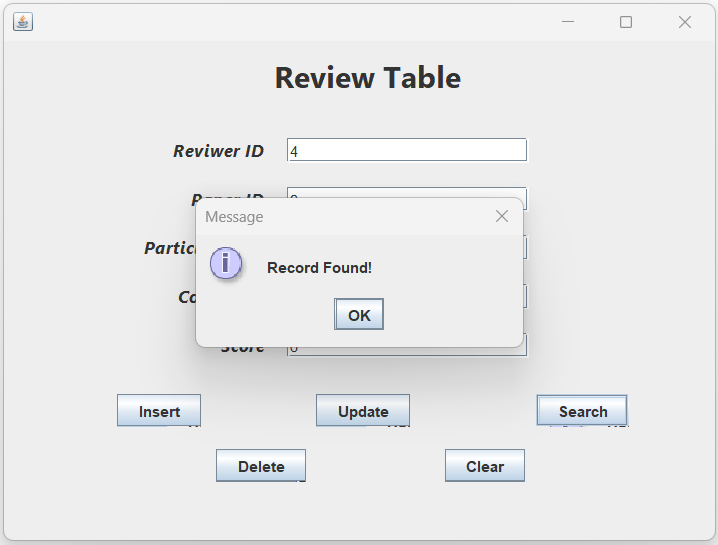 Review Table
Reviwer ID
4
Message
Record Found!
OK
Score
Insert
Update
Search
Delete
Clear